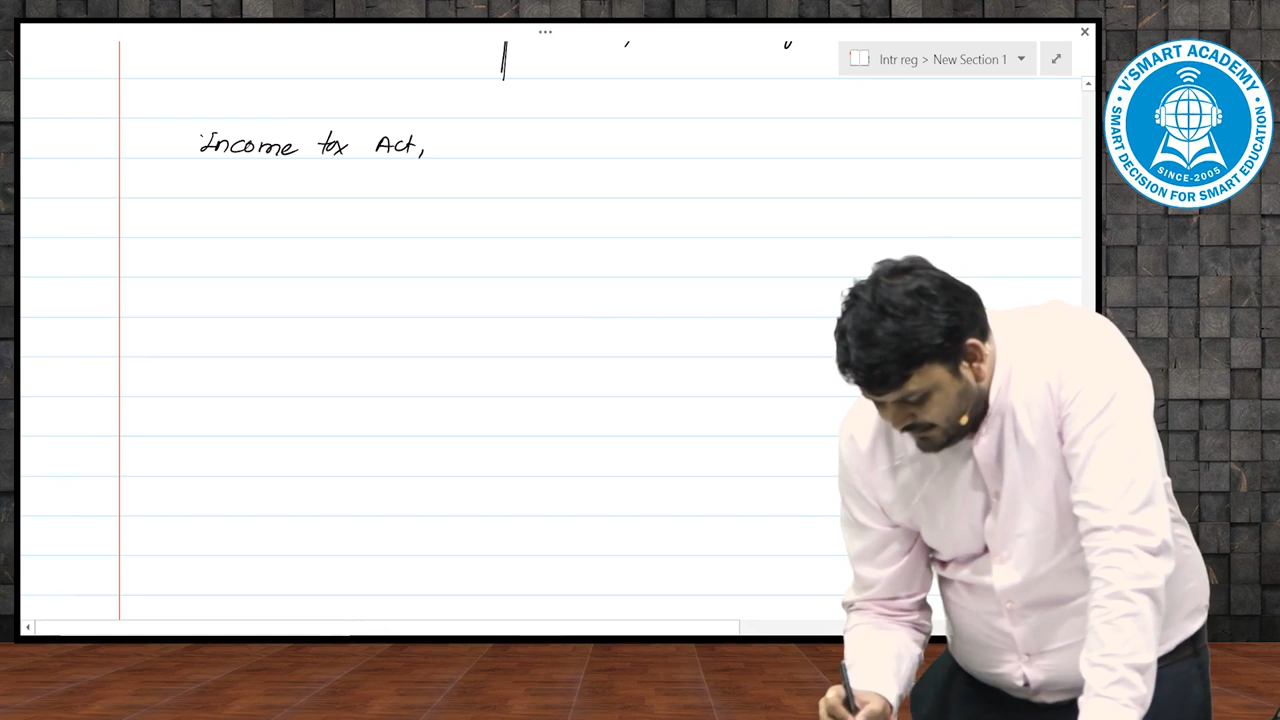 Intr reg > New Section 1
Income tax Act,
V'SMART ACADEMY
SINCE-2005
SMART DECISION FOR SMART EDUCATION